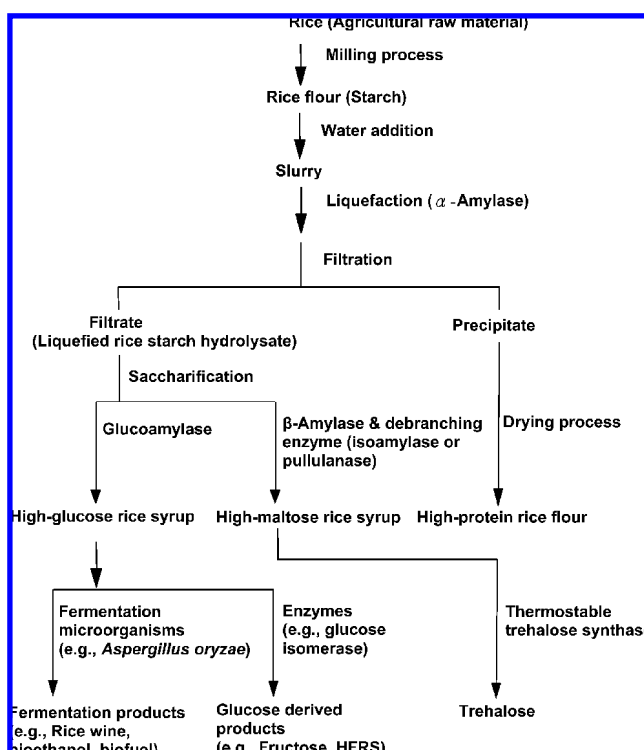 Rice (Agricultural raw material)
Milling process
Rice flour (Starch)
Water addition
Slurry
Liquefaction (α-Amylase)
Filtration
Filtrate
(Liquefied rice starch hydrolysate)
Precipitate
Saccharification
Glucoamylase
β-Amylase & debranching
enzyme (isoamylase or
pullulanase)
Drying process
High-glucose rice syrup
High-maltose rice syrup
High-protein rice flour
Fermentation
microorganisms
(e.g., Aspergillus oryzae)
Enzymes
(e.g., glucose
isomerase)
Thermostable
trehalose synthas
Fermentation products
(e.g., Rice wine,
bioethanol, biofuel)
Glucose derived
products
(e.g., Fructose, HFRS)
Trehalose